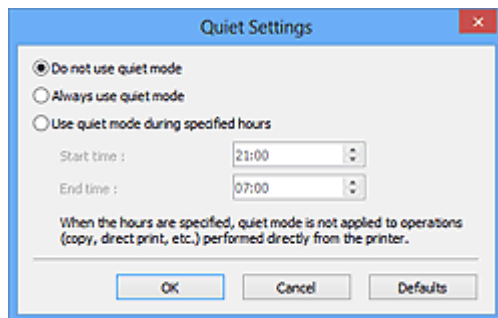 Quiet Settings
Do not use quiet mode
Always use quiet mode
Use quiet mode during specified hours
Start time : 21:00
End time : 07:00
When the hours are specified, quiet mode is not applied to operations
(copy, direct print, etc.) performed directly from the printer.
OK Cancel Defaults